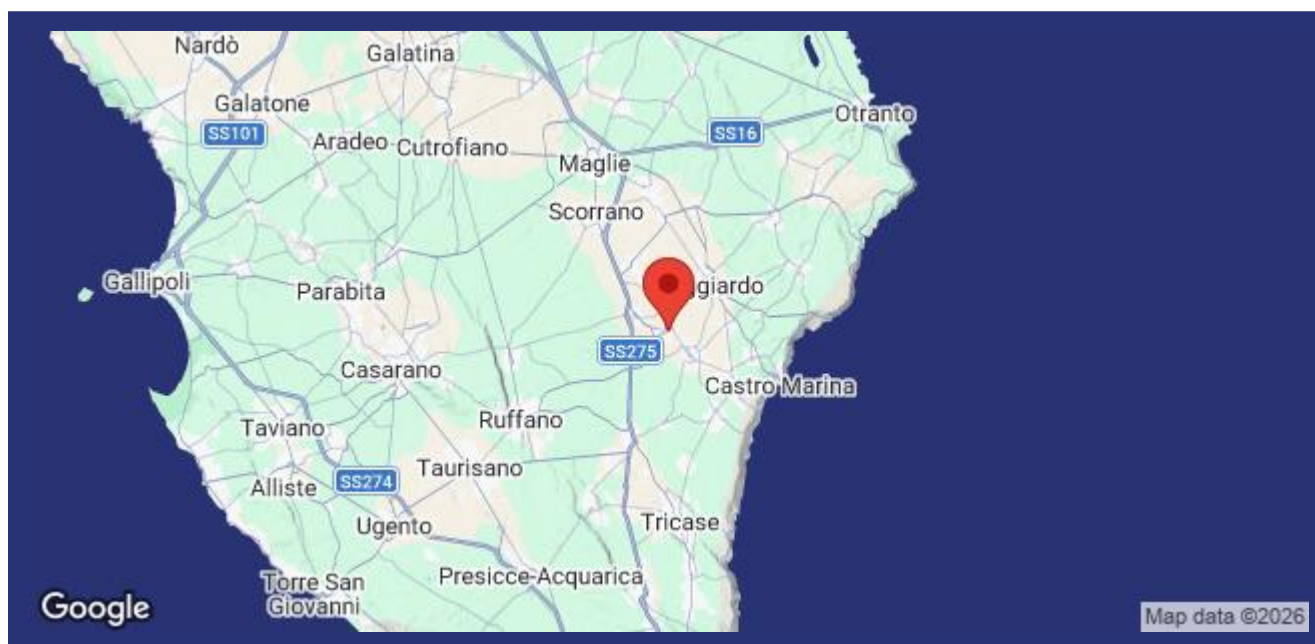 Nardò
Galatina
Galatone
Otranto
SS101
SS16
Aradeo
Cutrofiano
Maglie
Scorrano
Gallipoli
Parabita
ggiardo
SS275
Casarano
Castro Marina
Ruffano
Taviano
Taurisano
SS274
Alliste
Ugento
Tricase
Presicce-Acquarica
Torre San
Giovanni
Google
Map data ©2026